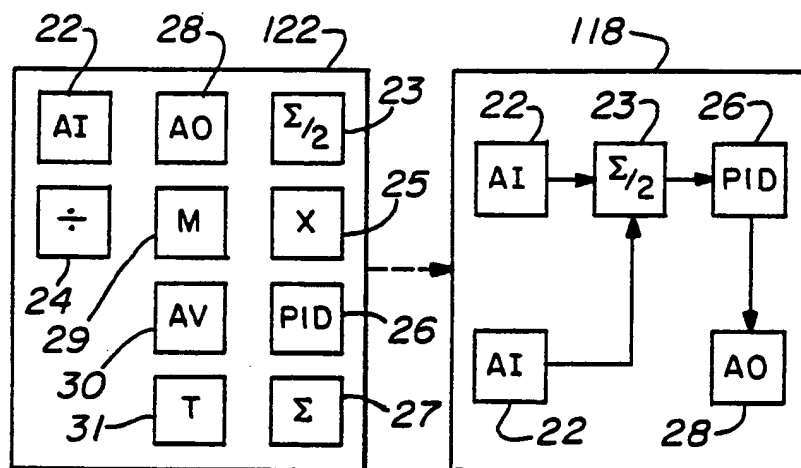 22 28 122 118
23 22 23 26
AI AO Σ/2
AI Σ/2 PID
÷ M X 25
24
29 AV PID 26
30
AI AO
31 T Σ 27
22 28